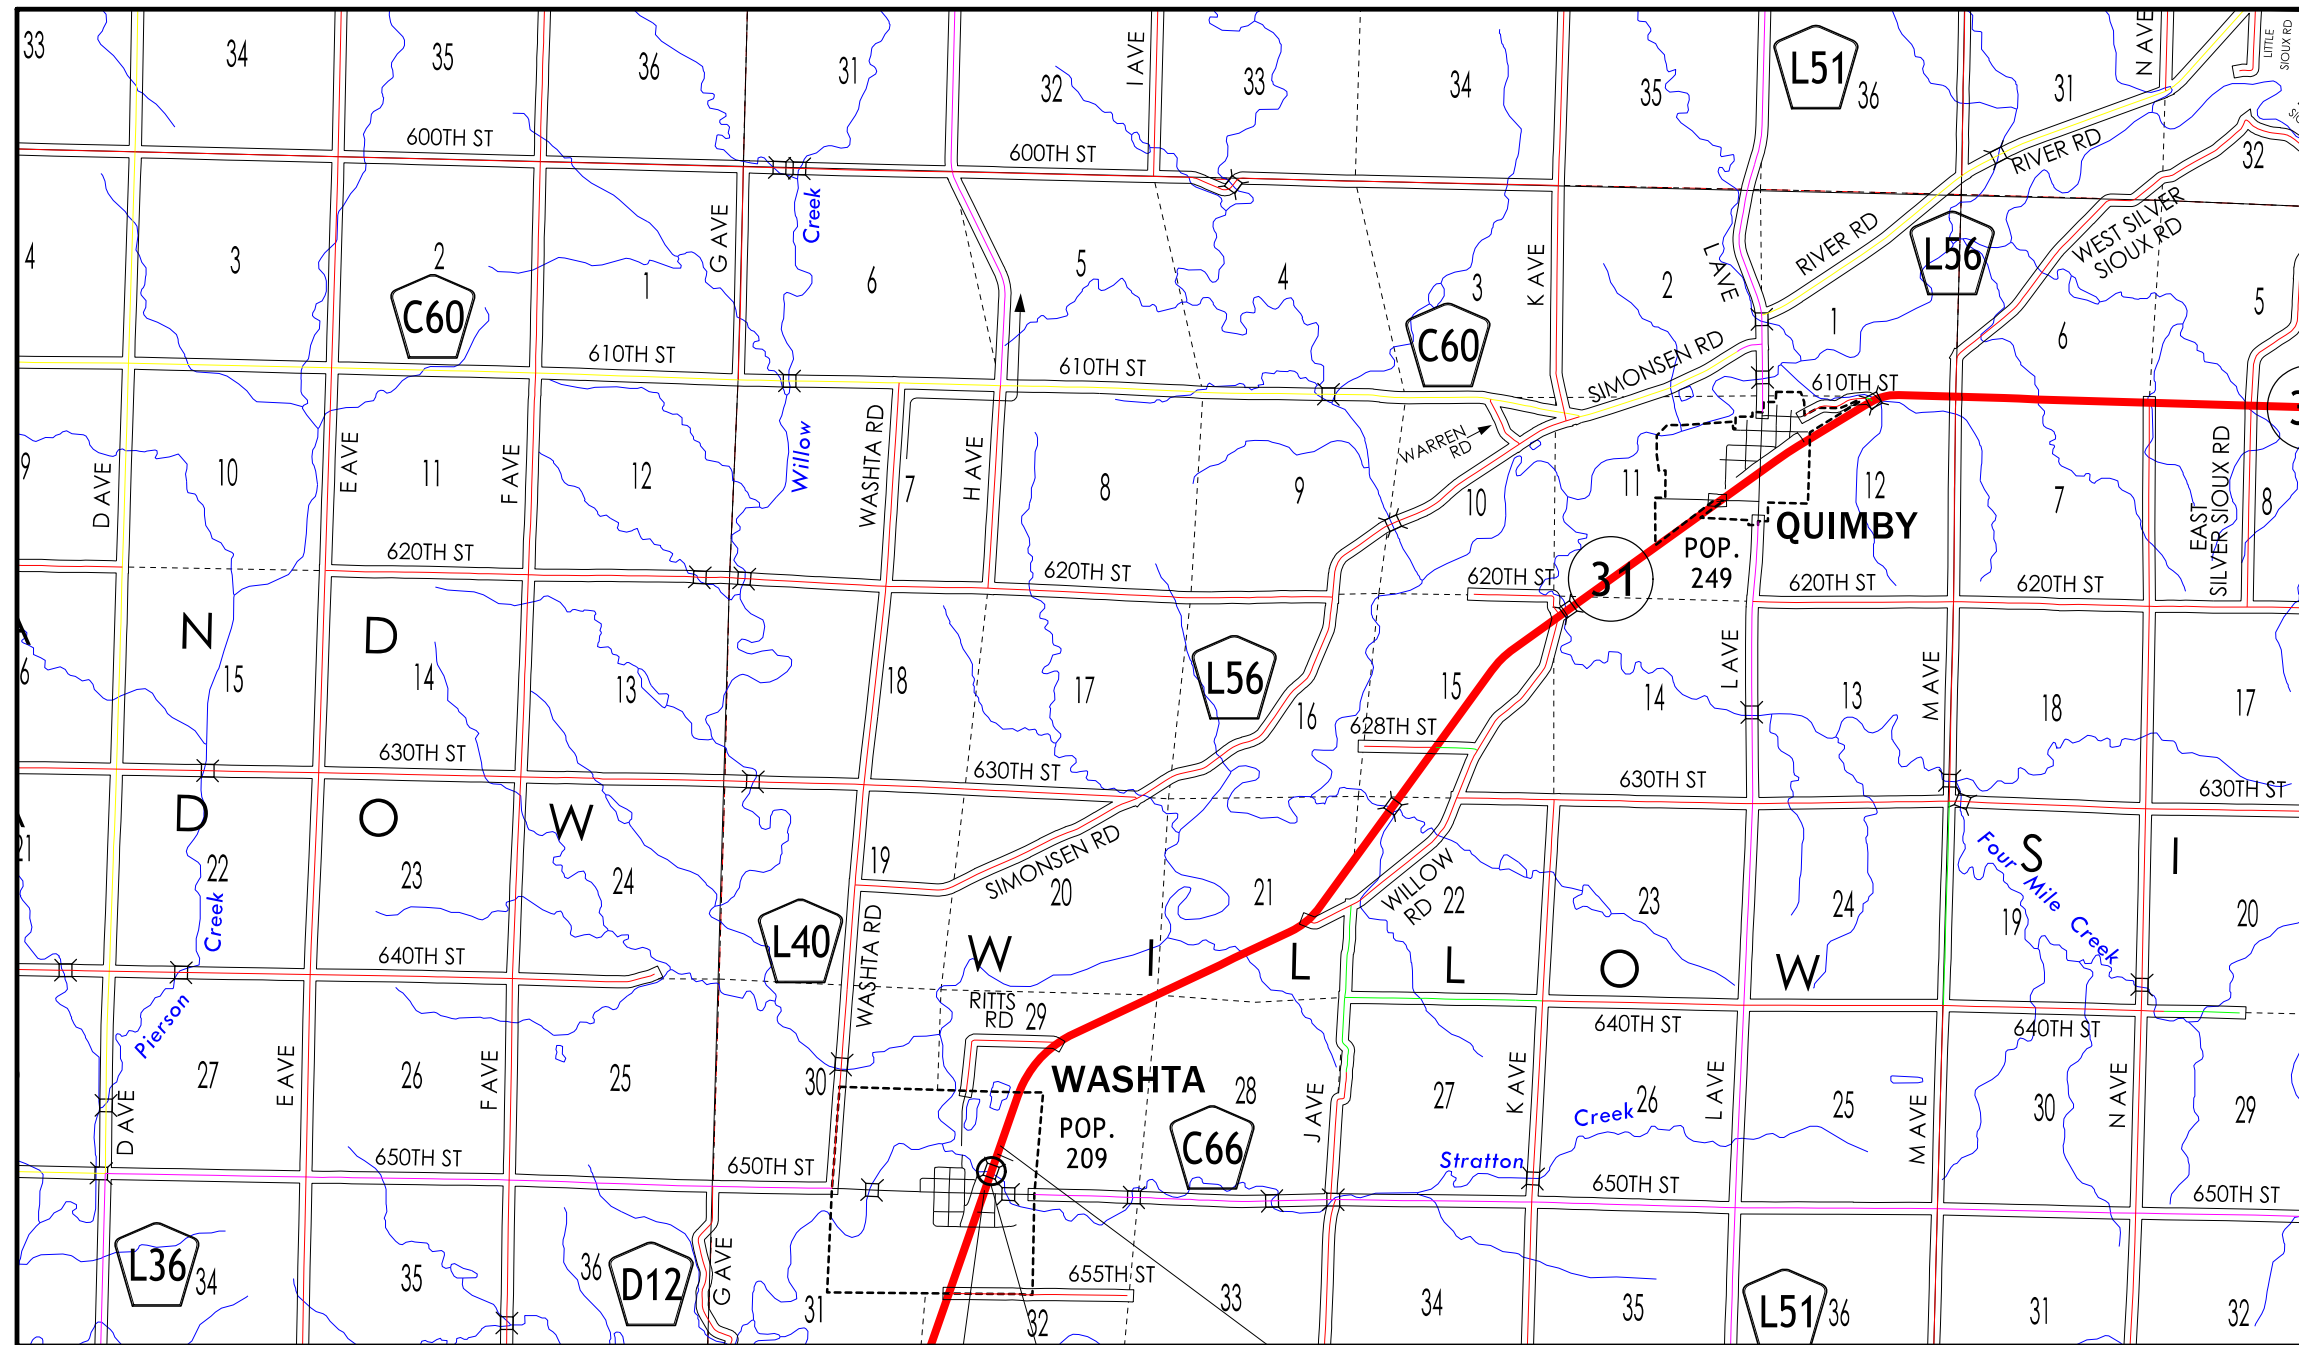 33
34
35
36
31
32
I AVE
33
34
35
L51
36
31
N AVE
LITTLE
SIOUX RD
600TH ST
600TH ST
RIVER RD
32
4
3
2
1
G AVE
Creek
6
5
4
3
K AVE
2
L AVE
RIVER RD
L56
WEST SILVER
SIOUX RD
5
C60
C60
1
6
610TH ST
610TH ST
SIMONSEN RD
610TH ST
9
D AVE
10
E AVE
11
F AVE
12
Willow
WASHTA RD
7
H AVE
8
9
WARREN
RD
10
11
12
7
EAST
SILVER SIOUX RD
8
QUIMBY
POP.
249
620TH ST
620TH ST
620TH ST
31
620TH ST
620TH ST
N
D
6
15
14
13
18
17
L56
16
15
14
L AVE
13
M AVE
18
17
628TH ST
630TH ST
630TH ST
630TH ST
630TH ST
D
O
W
21
22
23
24
19
SIMONSEN RD
20
21
WILLOW
RD
22
23
24
Four Mile Creek
S
I
19
20
Creek
640TH ST
L40
WASHTA RD
W
I
L
L
O
W
RITTS
RD
29
640TH ST
640TH ST
Pierson
27
D AVE
E AVE
26
F AVE
25
30
WASHTA
POP.
209
28
C66
J AVE
27
K AVE
Creek
26
L AVE
25
M AVE
30
N AVE
29
Stratton
650TH ST
650TH ST
650TH ST
650TH ST
L36
34
35
36
D12
G AVE
31
655TH ST
32
33
34
35
L51
36
31
32